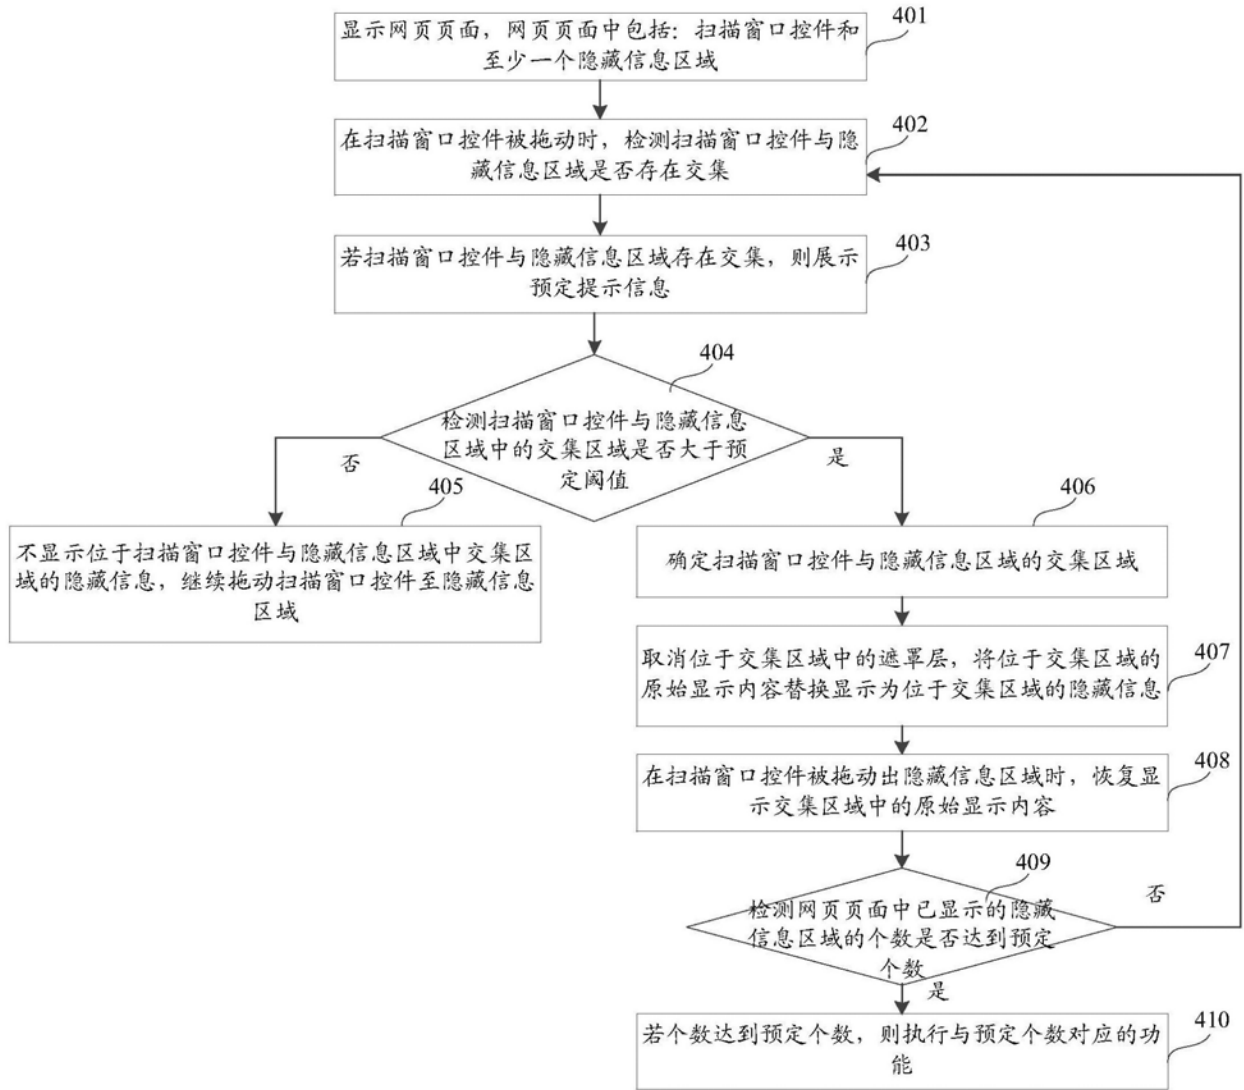 显示网页页面，网页页面中包括：扫描窗口控件和
至少一个隐藏信息区域
401
在扫描窗口控件被拖动时，检测扫描窗口控件与隐
藏信息区域是否存在交集
402
若扫描窗口控件与隐藏信息区域存在交集，则展示
预定提示信息
403
404
检测扫描窗口控件与隐藏信息
区域中的交集区域是否大于预
定阈值
否
是
405
不显示位于扫描窗口控件与隐藏信息区域中交集区
域的隐藏信息，继续拖动扫描窗口控件至隐藏信息
区域
406
确定扫描窗口控件与隐藏信息区域的交集区域
取消位于交集区域中的遮罩层，将位于交集区域的
原始显示内容替换显示为位于交集区域的隐藏信息
407
在扫描窗口控件被拖动出隐藏信息区域时，恢复显
示交集区域中的原始显示内容
408
409
检测网页页面中已显示的隐藏
信息区域的个数是否达到预定
个数
否
是
若个数达到预定个数，则执行与预定个数对应的功
能
410